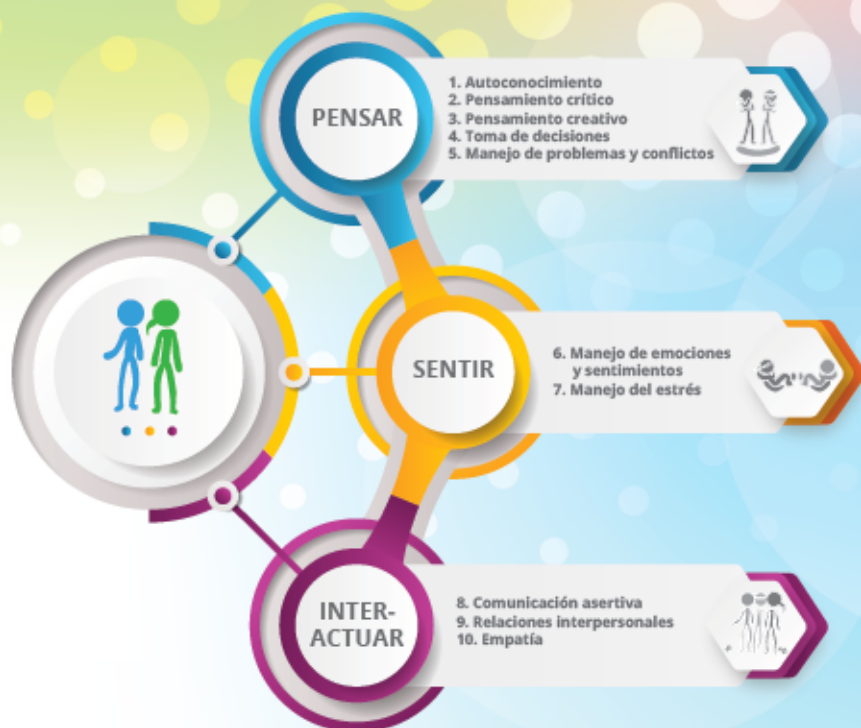 PENSAR
1. Autoconocimiento
2. Pensamiento crítico
3. Pensamiento creativo
4. Toma de decisiones
5. Manejo de problemas y conflictos
SENTIR
6. Manejo de emociones
y sentimientos
7. Manejo del estrés
INTER-
ACTUAR
8. Comunicación asertiva
9. Relaciones interpersonales
10. Empatía